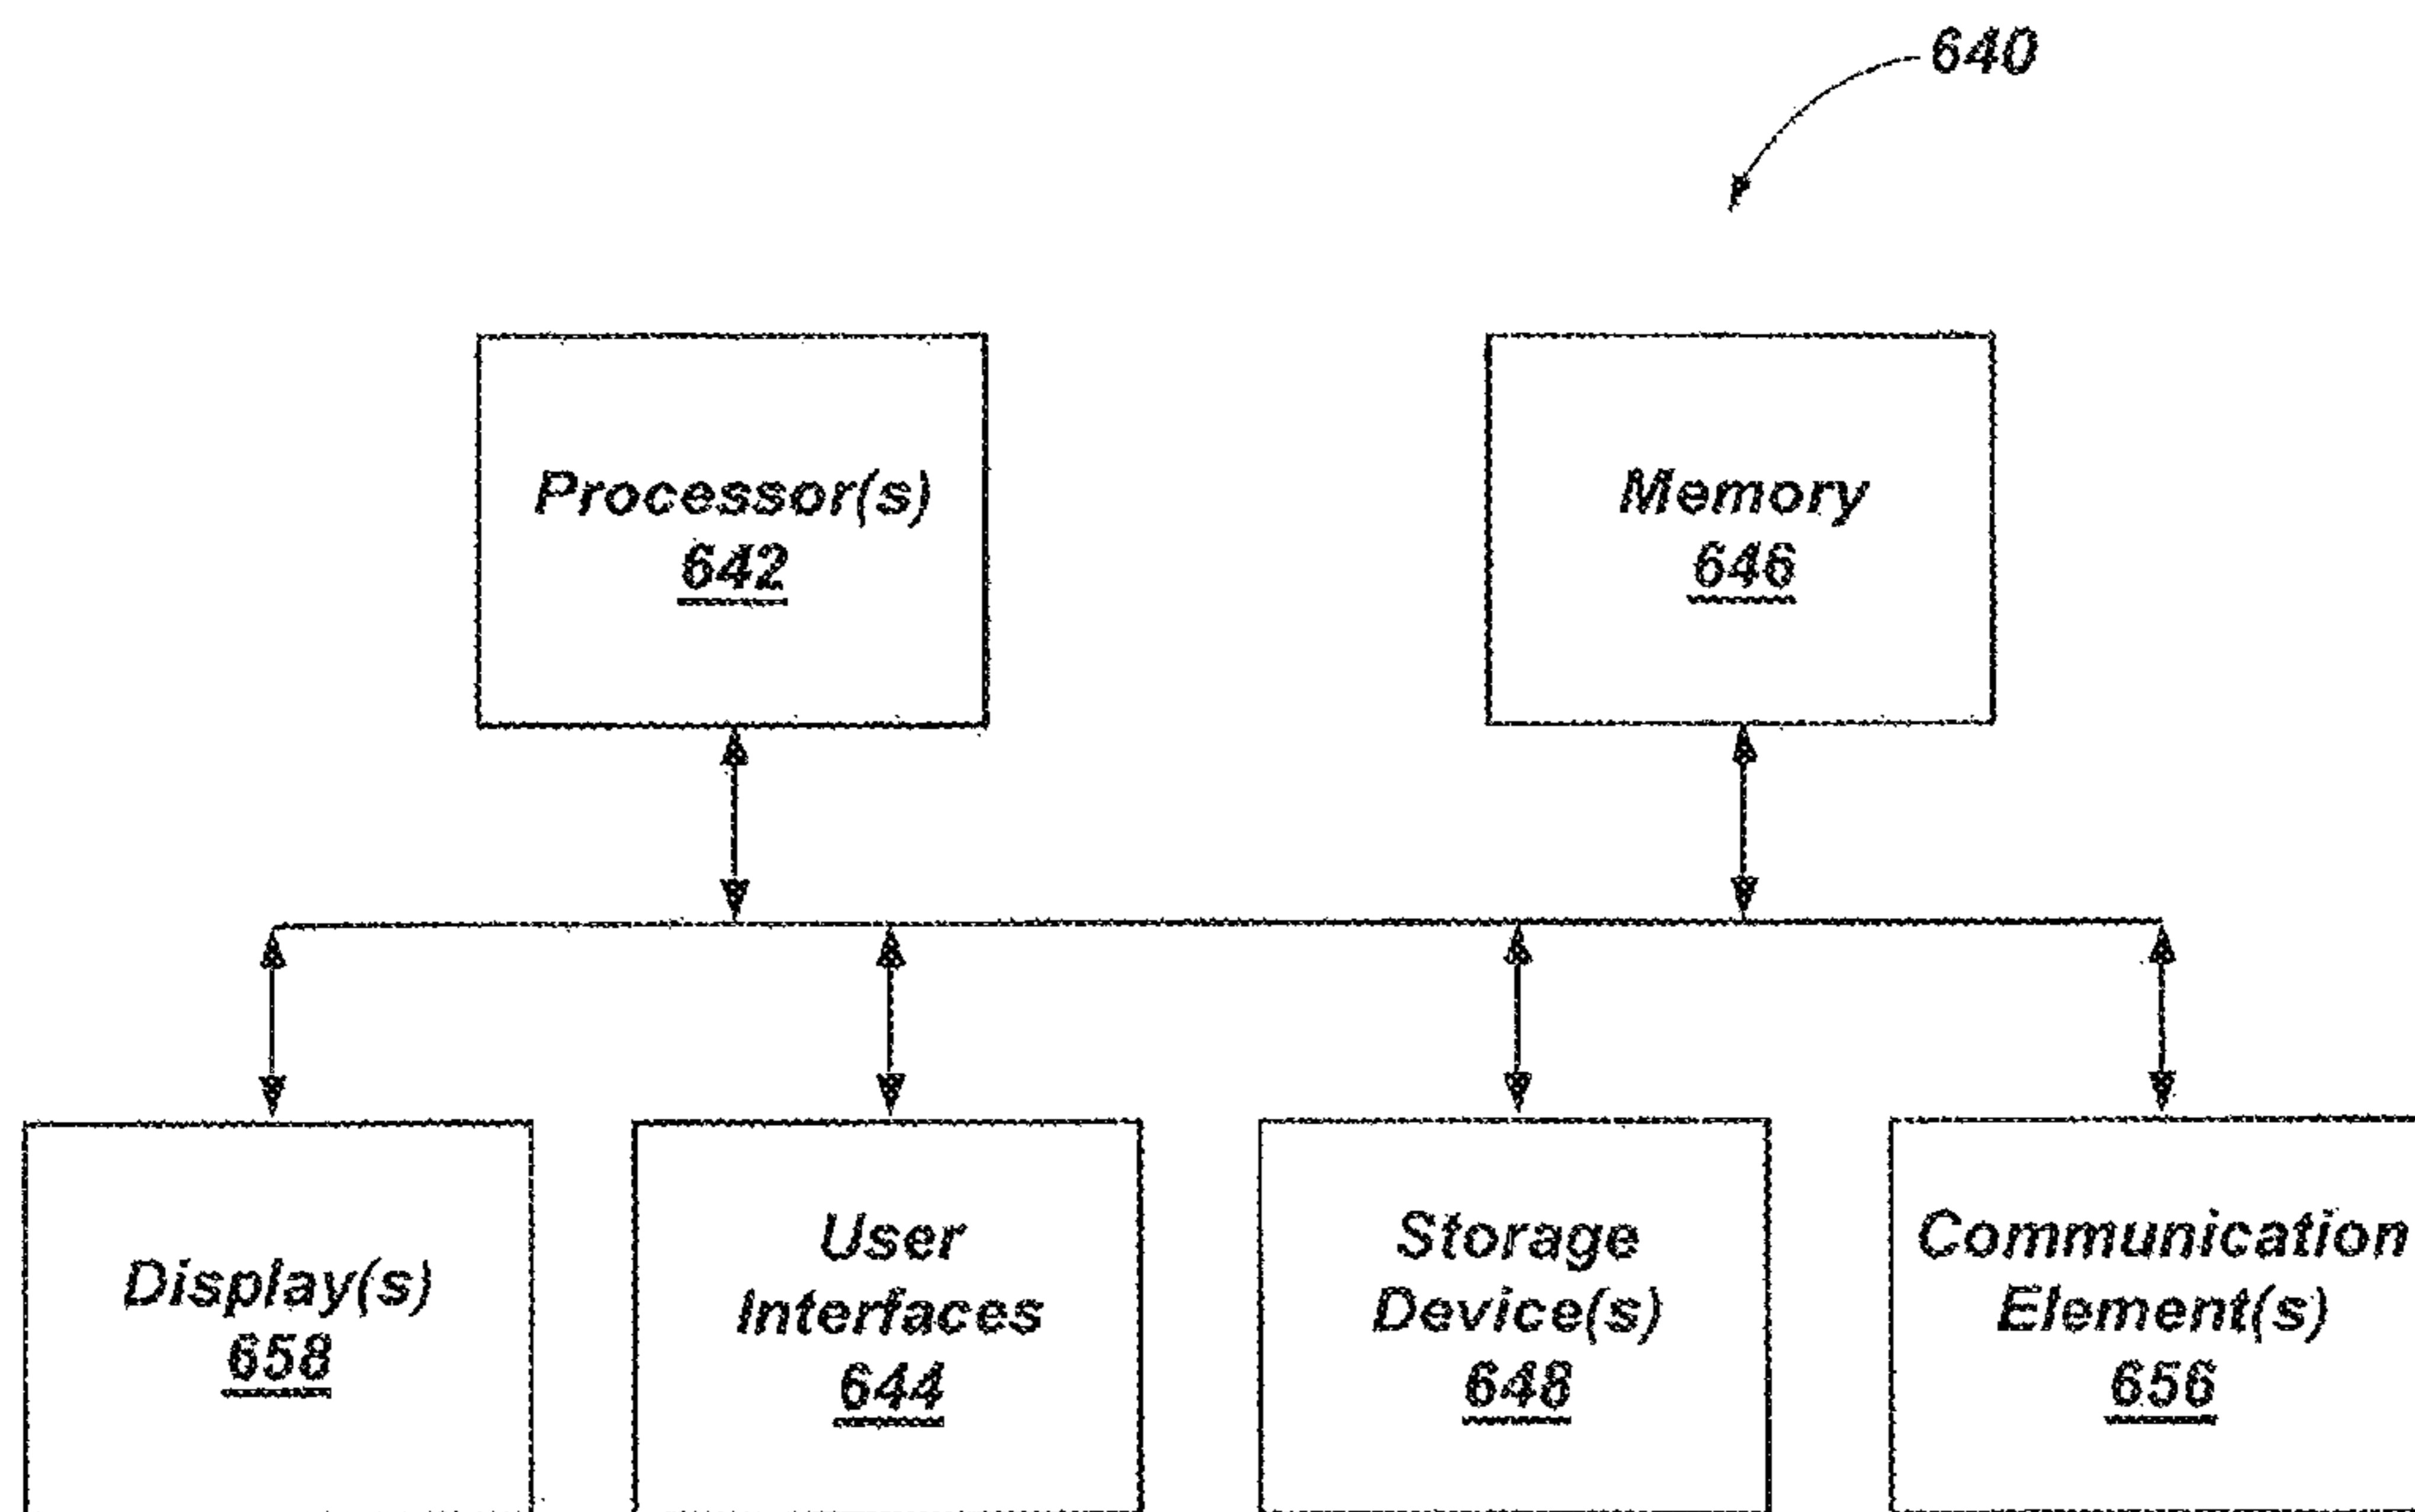 640
Processor(s)
642
Memory
646
Display(s)
658
User
Interfaces
644
Storage
Device(s)
648
Communication
Element(s)
656